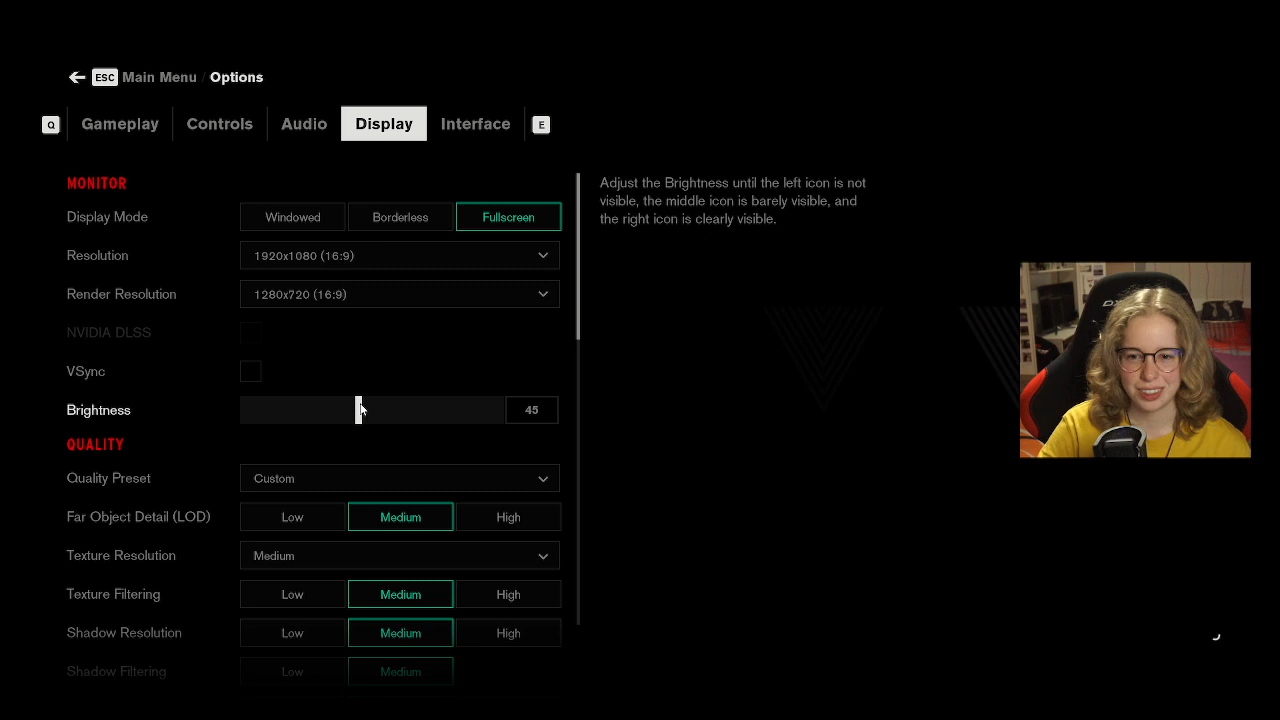 ESC Main Menu / Options
Q Gameplay Controls Audio Display Interface E
MONITOR
Display Mode Windowed Borderless Fullscreen
Resolution 1920x1080 (16:9)
Render Resolution 1280x720 (16:9)
NVIDIA DLSS
VSync
Brightness 45
QUALITY
Quality Preset Custom
Far Object Detail (LOD) Low Medium High
Texture Resolution Medium
Texture Filtering Low Medium High
Shadow Resolution Low Medium High
Shadow Filtering Low Medium
Adjust the Brightness until the left icon is not
visible, the middle icon is barely visible, and
the right icon is clearly visible.